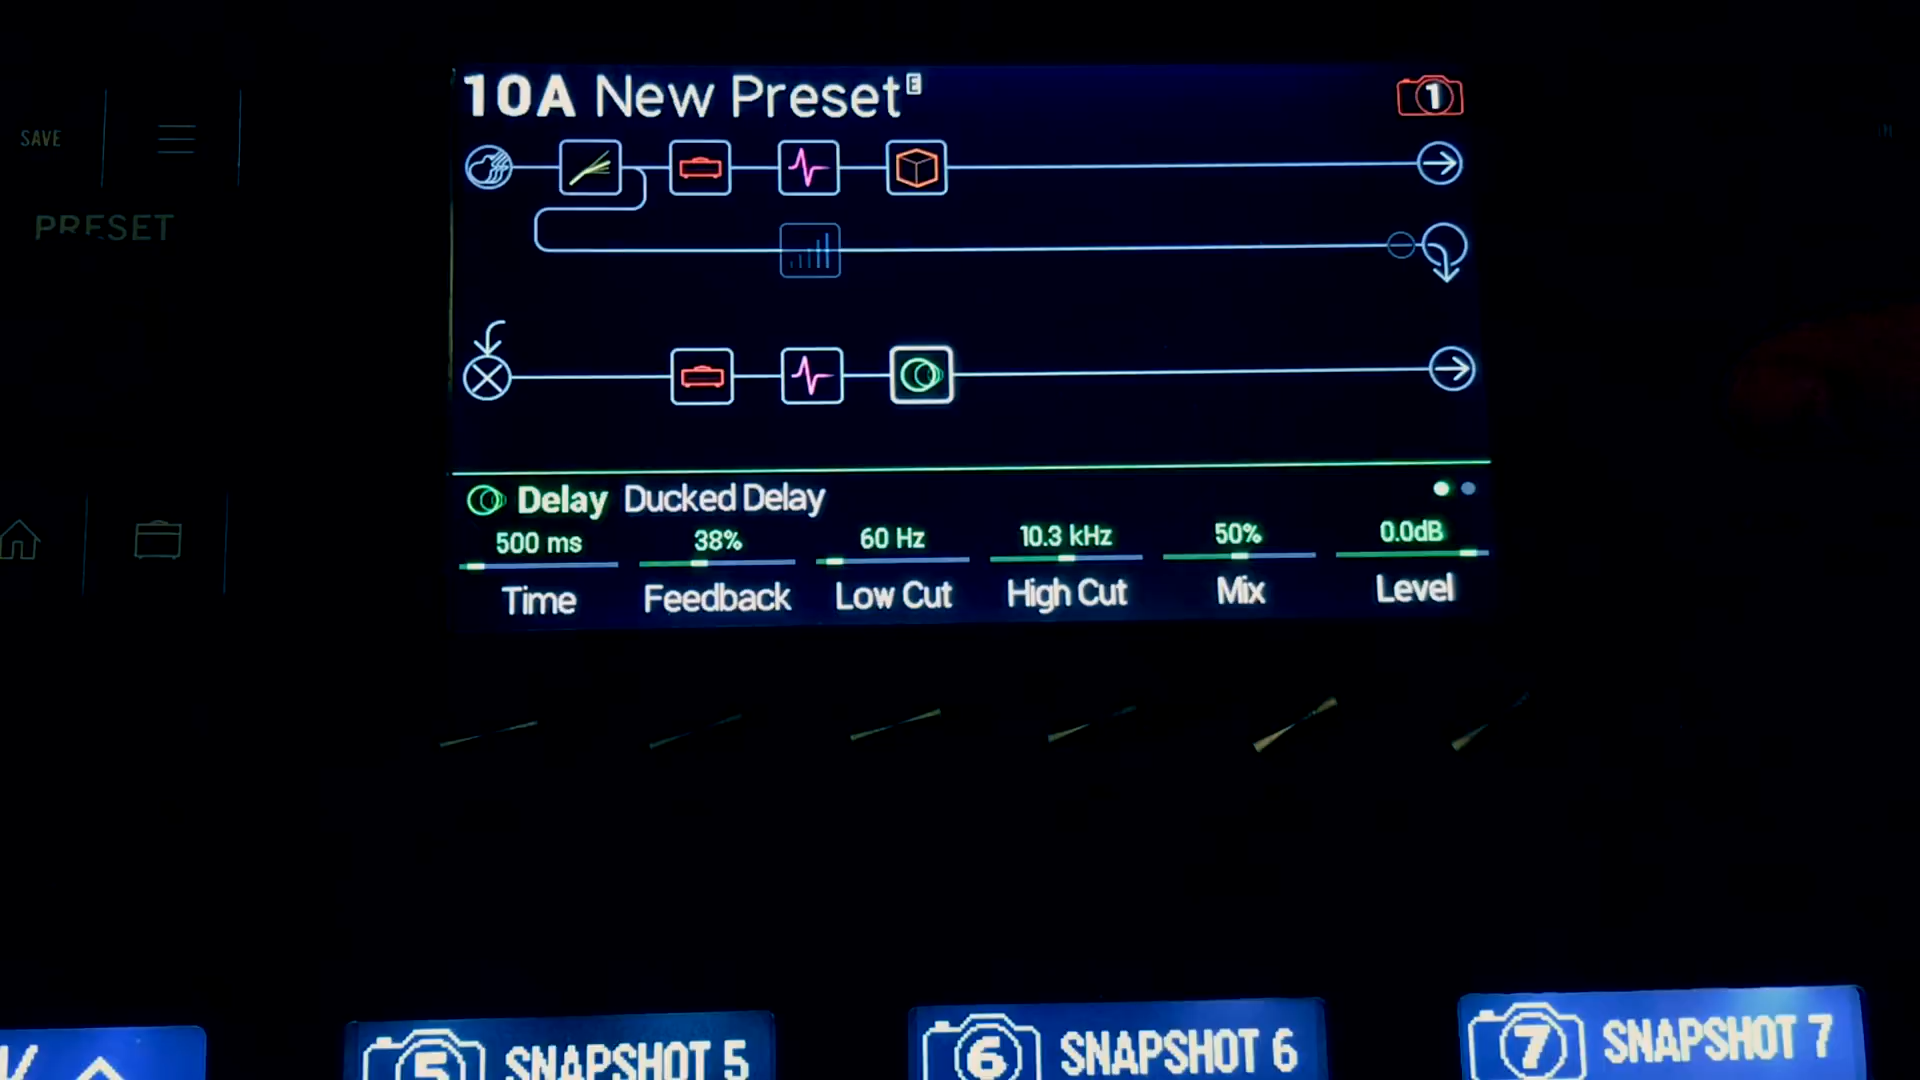 10A New Preset E
1
SAVE
PRESET
Delay Ducked Delay
500 ms 38% 60 Hz 10.3 kHz 50% 0.0dB
Time Feedback Low Cut High Cut Mix Level
5 SNAPSHOT 5
6 SNAPSHOT 6
7 SNAPSHOT 7